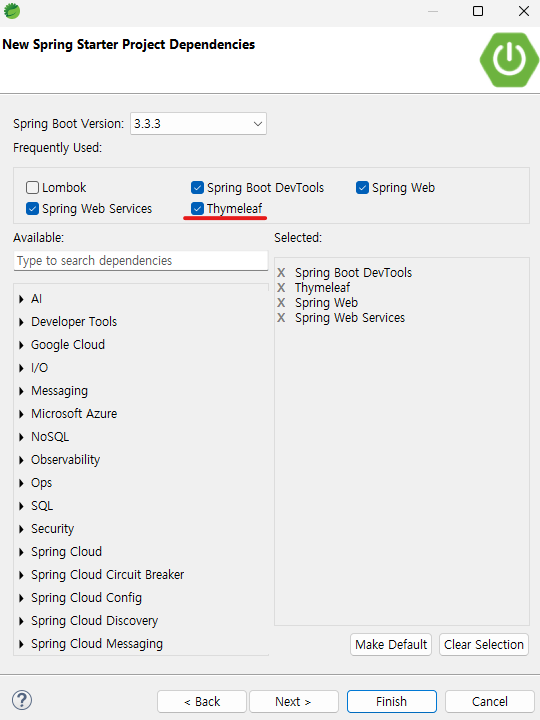 New Spring Starter Project Dependencies
Spring Boot Version: 3.3.3
Frequently Used:
Lombok Spring Boot DevTools Spring Web
Spring Web Services Thymeleaf
Available: Selected:
Type to search dependencies
X Spring Boot DevTools
X Thymeleaf
X Spring Web
X Spring Web Services
AI
Developer Tools
Google Cloud
I/O
Messaging
Microsoft Azure
NoSQL
Observability
Ops
SQL
Security
Spring Cloud
Spring Cloud Circuit Breaker
Spring Cloud Config
Spring Cloud Discovery
Spring Cloud Messaging
Make Default Clear Selection
? < Back Next > Finish Cancel